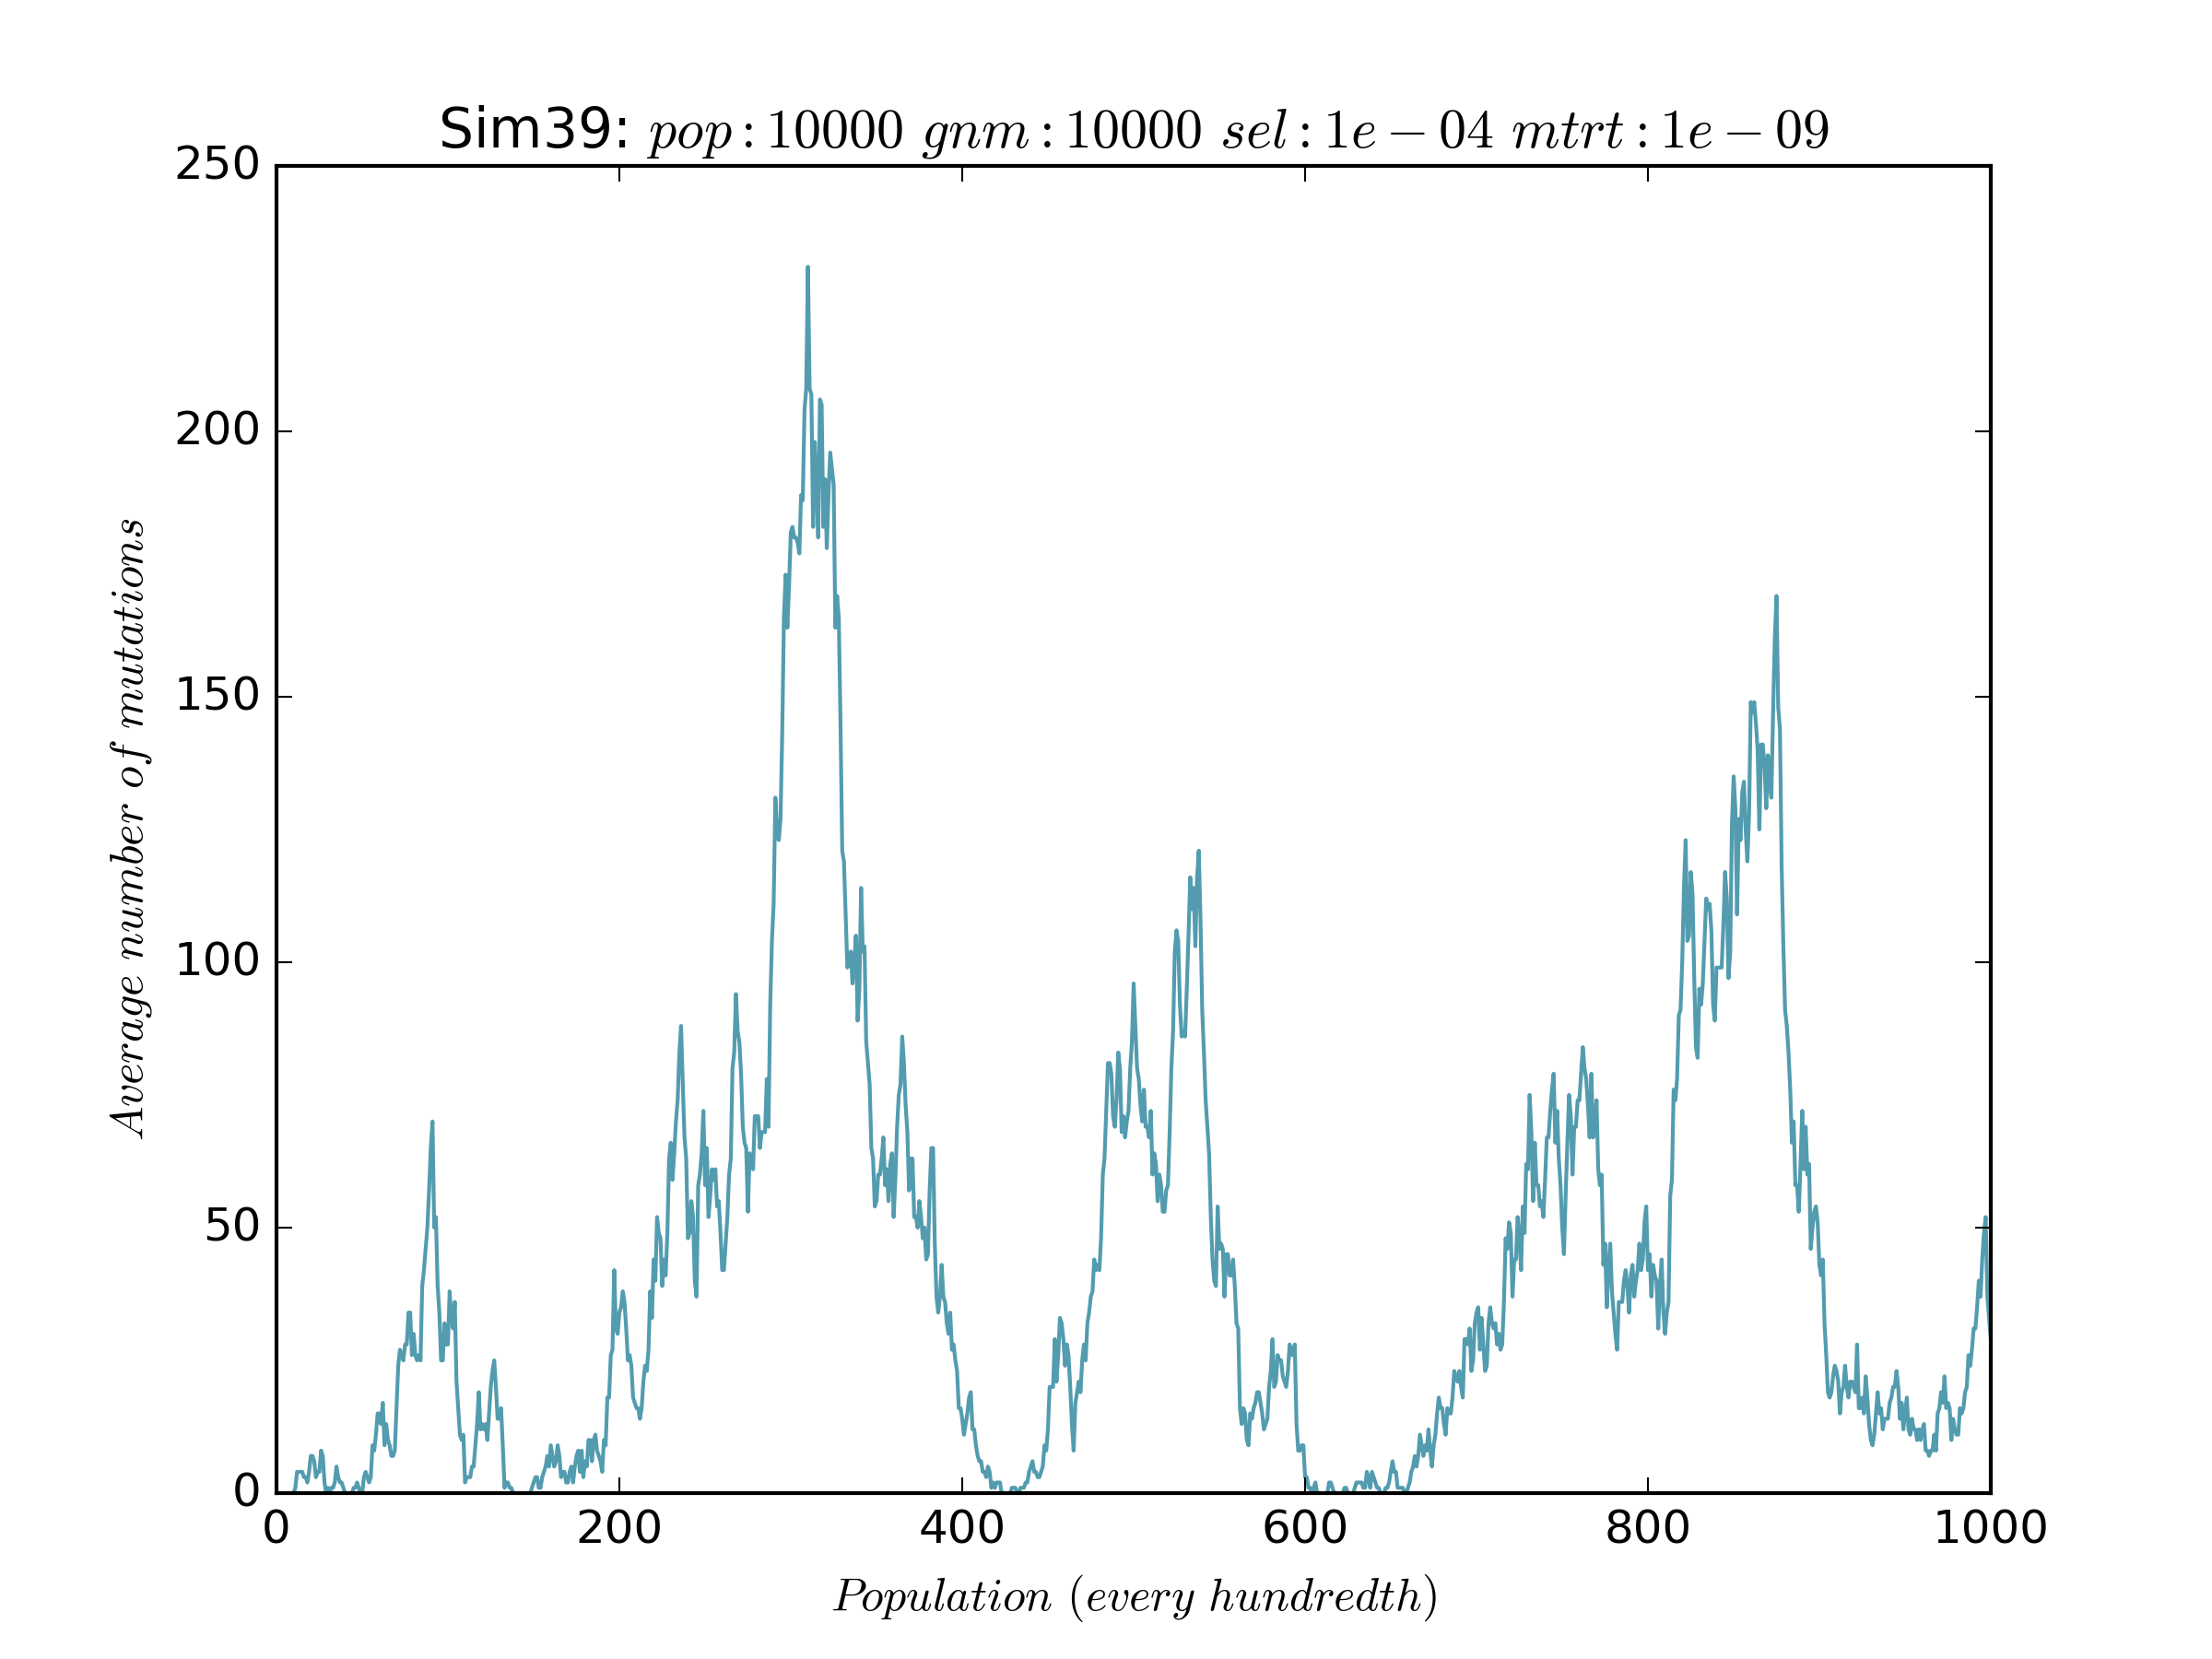 Sim39: pop : 10000 gnm : 10000 sel : 1e − 04 mtrt : 1e − 09
250
200
150
100
50
0
Average number of mutations
0 200 400 600 800 1000
Population (every hundredth)